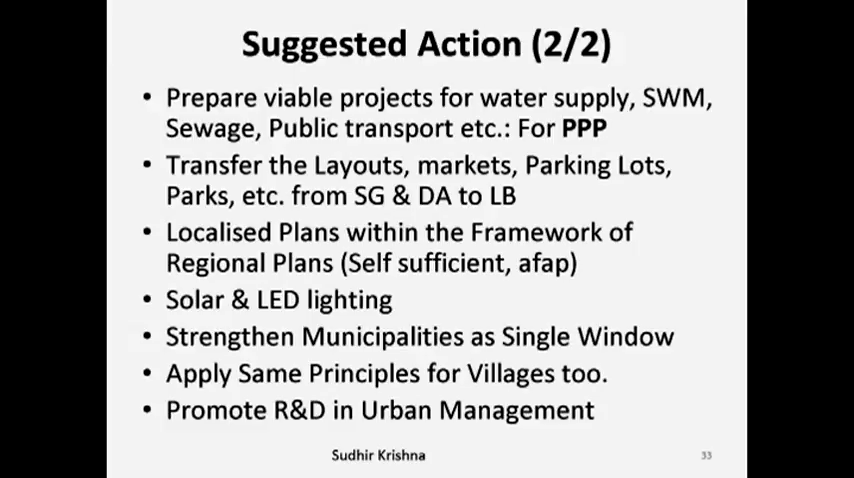 Suggested Action (2/2)
• Prepare viable projects for water supply, SWM,
Sewage, Public transport etc.: For PPP
• Transfer the Layouts, markets, Parking Lots,
Parks, etc. from SG & DA to LB
• Localised Plans within the Framework of
Regional Plans (Self sufficient, afap)
• Solar & LED lighting
• Strengthen Municipalities as Single Window
• Apply Same Principles for Villages too.
• Promote R&D in Urban Management
Sudhir Krishna
33